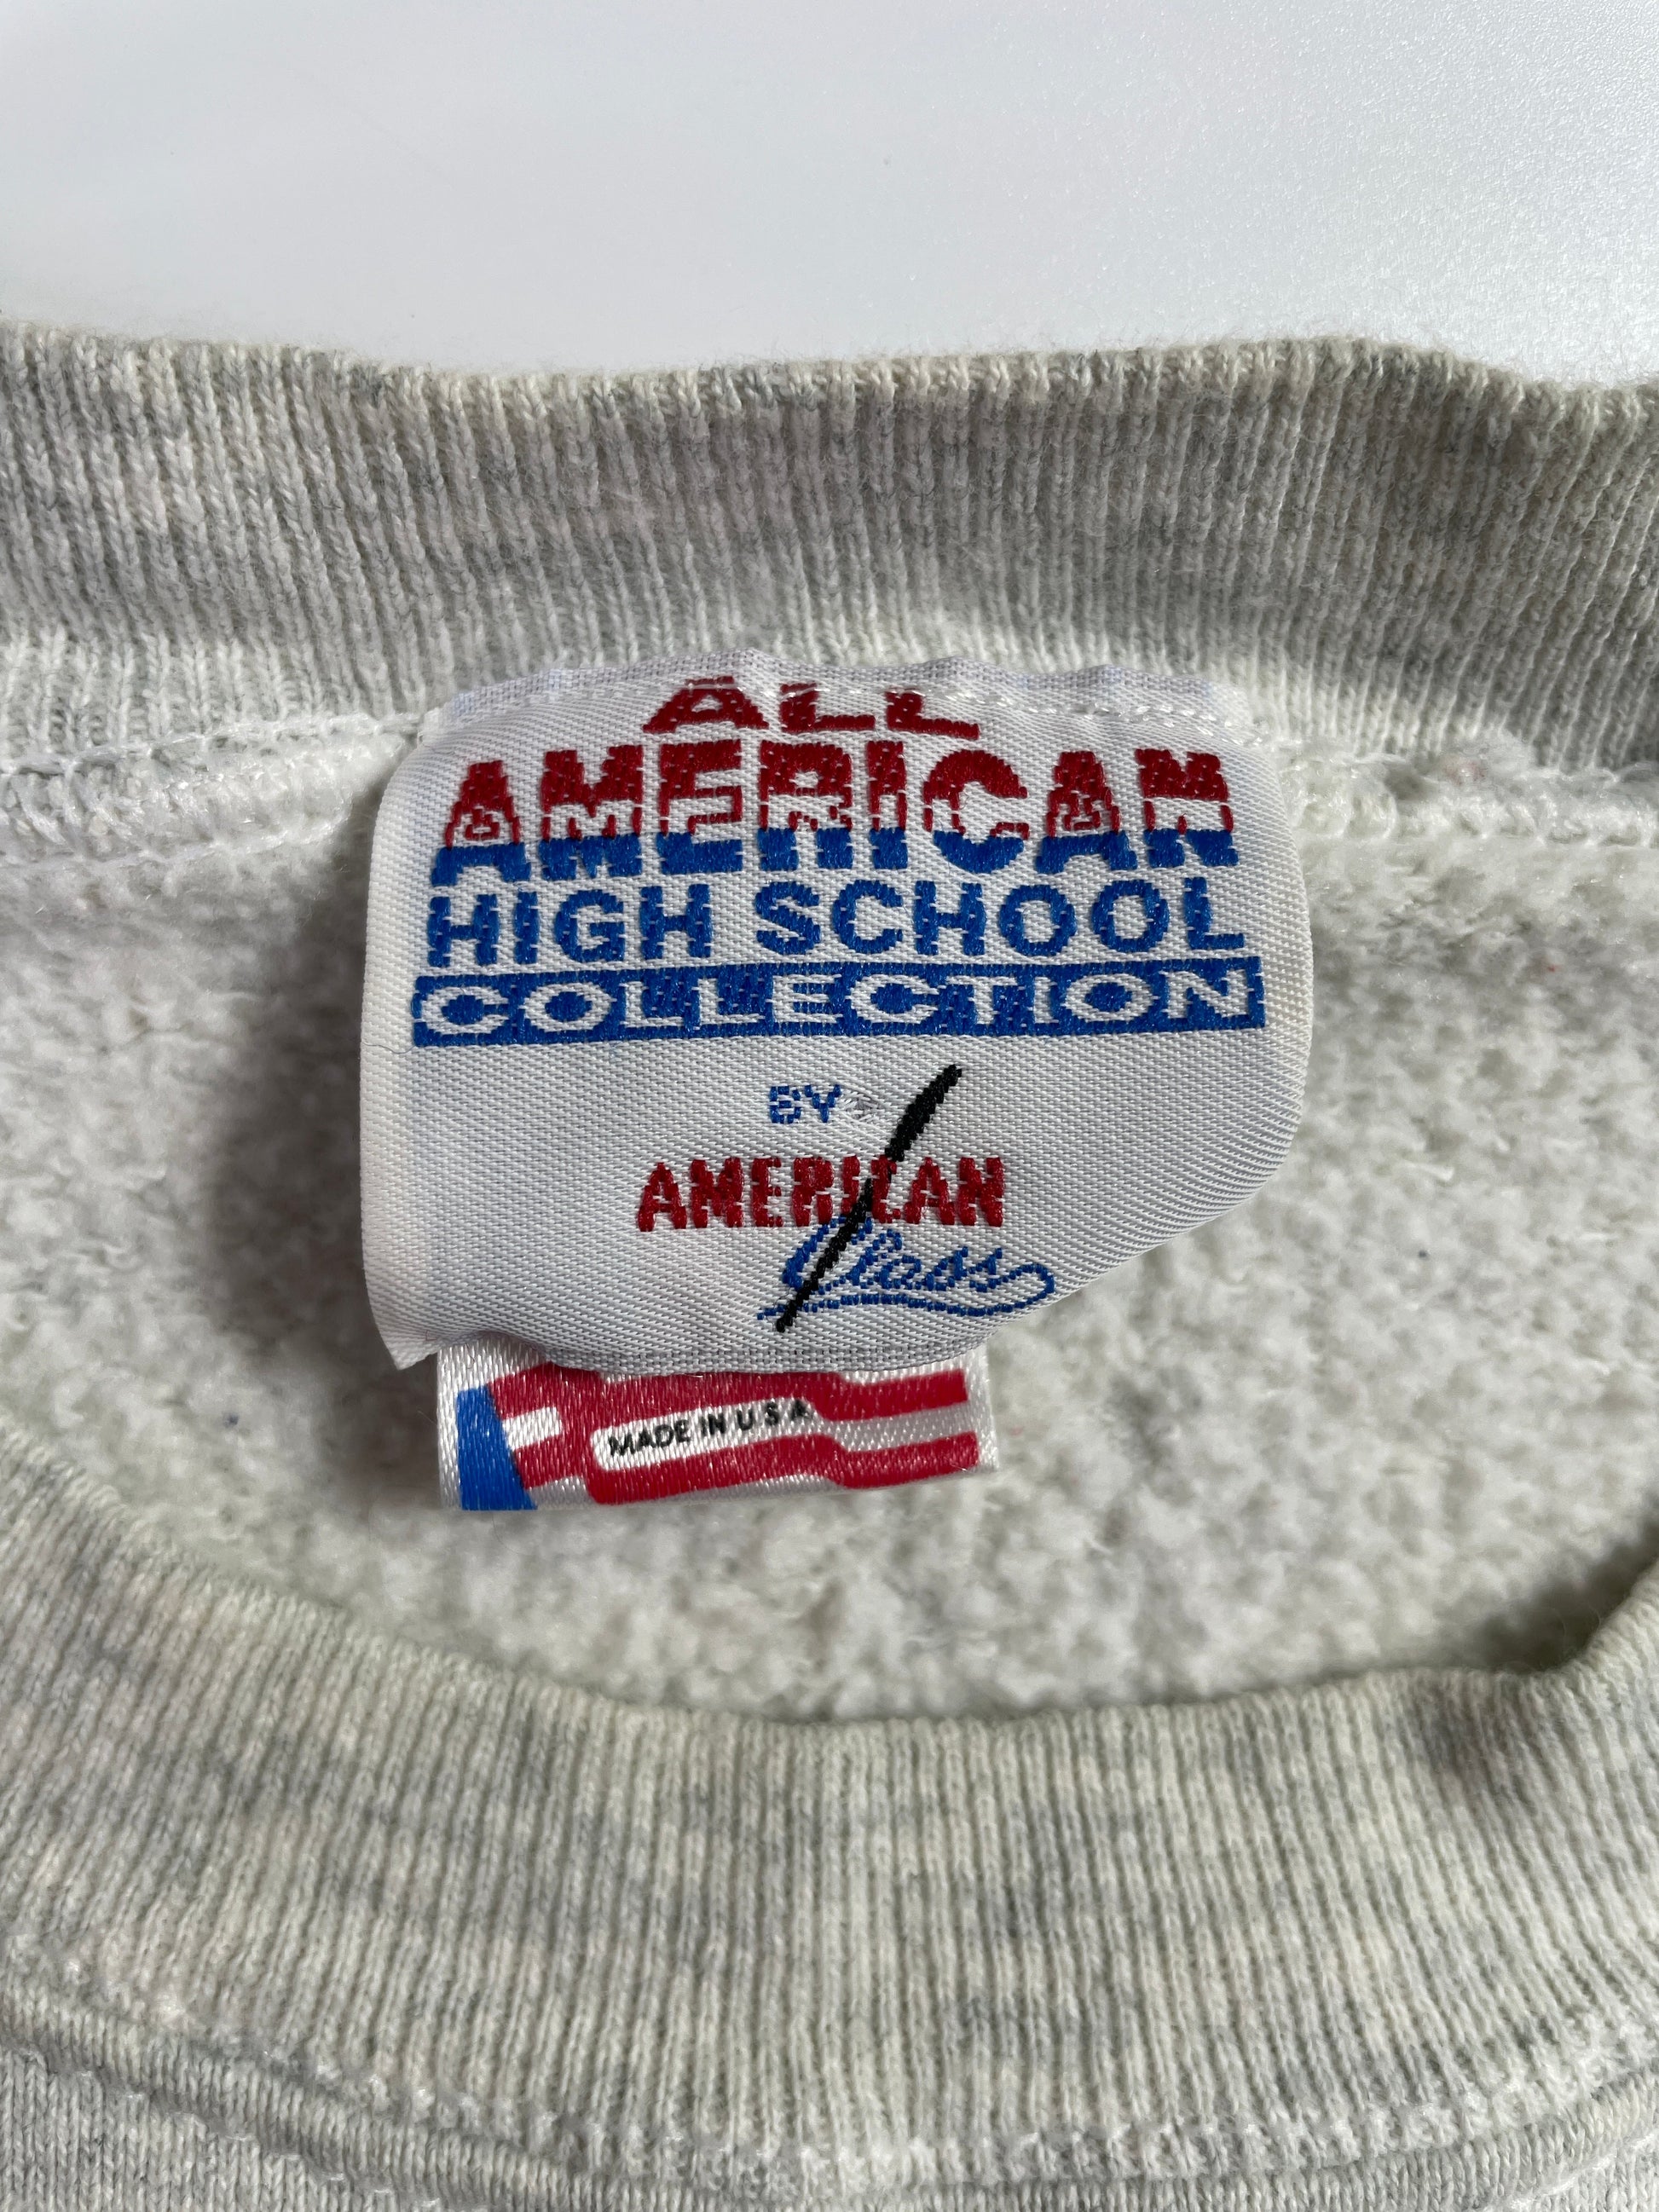 ALL
AMERICAN
HIGH SCHOOL
COLLECTION
BY
AMERICAN
Class
MADE IN U S A